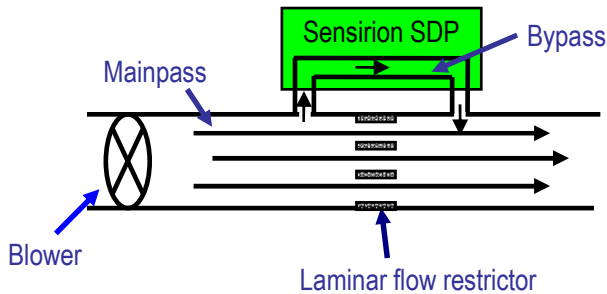 Sensirion SDP
Bypass
Mainpass
Blower
Laminar flow restrictor